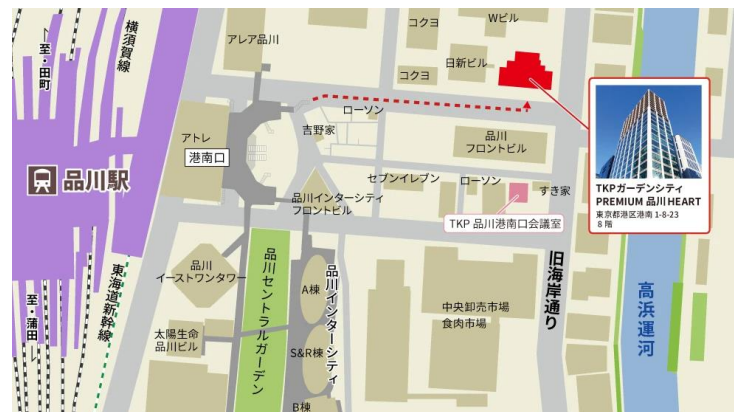 横須賀線
至・田町
アレア品川
コクヨ
Wビル
日新ビル
コクヨ
ローソン
吉野家
アトレ
港南口
品川
フロントビル
品川駅
セブンイレブン
ローソン
すき家
品川インターシティ
フロントビル
TKP 品川港南口会議室
TKPガーデンシティ
PREMIUM 品川HEART
東京都港区港南 1-8-23
8 階
品川
イーストワンタワー
品川セントラルガーデン
品川インターシティ
A棟
S&R棟
B棟
中央卸売市場
食肉市場
旧海岸通り
高浜運河
東海道新幹線
至・蒲田
太陽生命
品川ビル